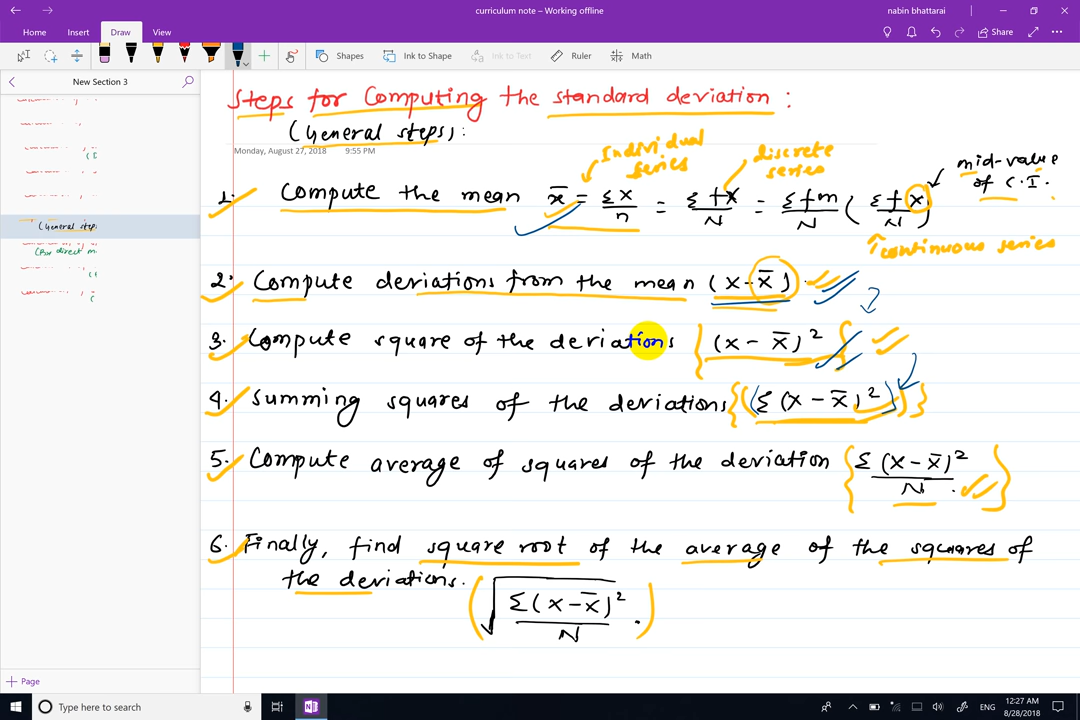 curriculum note – Working offline
nabin bhattarai
Home
Insert
Draw
View
Share
Shapes
Ink to Shape
Ink to Text
Ruler
Math
New Section 3
Steps for Computing the standard deviation :
(General steps) :
Monday, August 27, 2018 9:55 PM
Individual series
discrete series
mid-value of C.I.
1. Compute the mean x̄ = Σx/n = Σfx/N = Σfm/N (Σfx/N)
↑continuous series
2. Compute deviations from the mean (x - x̄).
3. Compute square of the deviations {(x - x̄)²}
4. Summing squares of the deviations {(Σ(x - x̄)²)}
5. Compute average of squares of the deviation {Σ(x - x̄)²/N.}
6. Finally, find square root of the average of the squares of
the deviations. (√Σ(x - x̄)²/N.)
(General step
(For direct m
Page
Type here to search
ENG
12:27 AM
8/28/2018